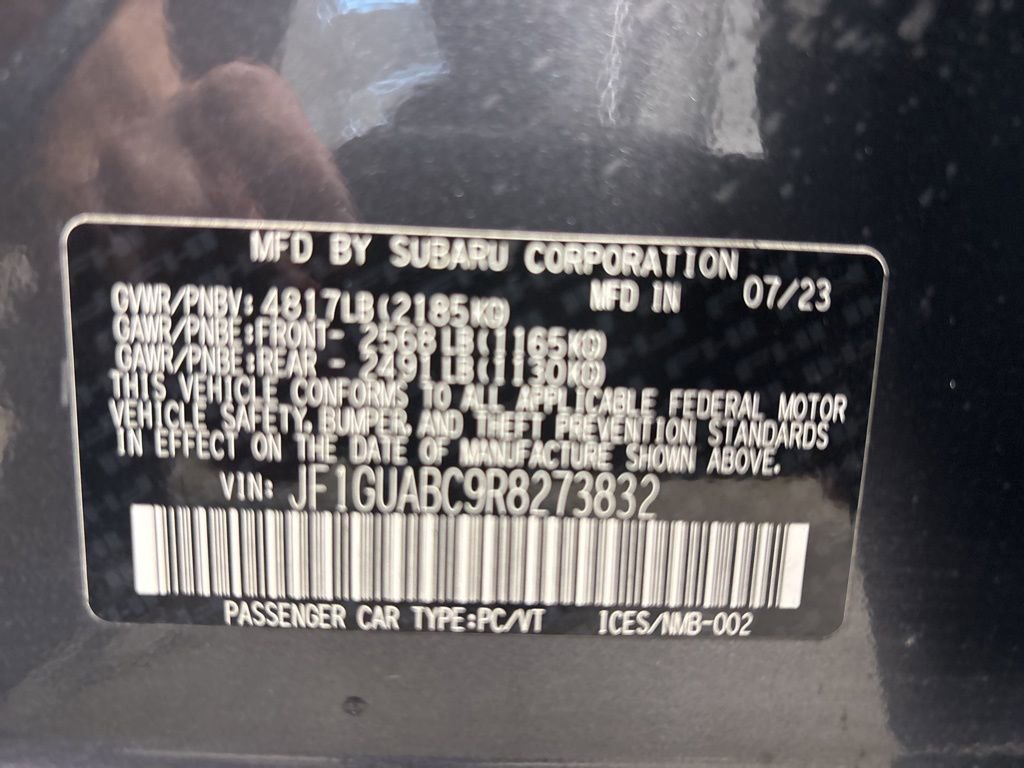 MFD BY SUBARU CORPORATION
MFD IN 07/23
GVWR/PNBV: 4817LB(2185KG)
GAWR/PNBE:FRONT- 2568LB(1165KG)
GAWR/PNBE:REAR - 2491LB(1130KG)
THIS VEHICLE CONFORMS TO ALL APPLICABLE FEDERAL MOTOR
VEHICLE SAFETY, BUMPER, AND THEFT PREVENTION STANDARDS
IN EFFECT ON THE DATE OF MANUFACTURE SHOWN ABOVE.
VIN: JF1GUABC9R8273832
PASSENGER CAR TYPE:PC/VT ICES/NMB-002